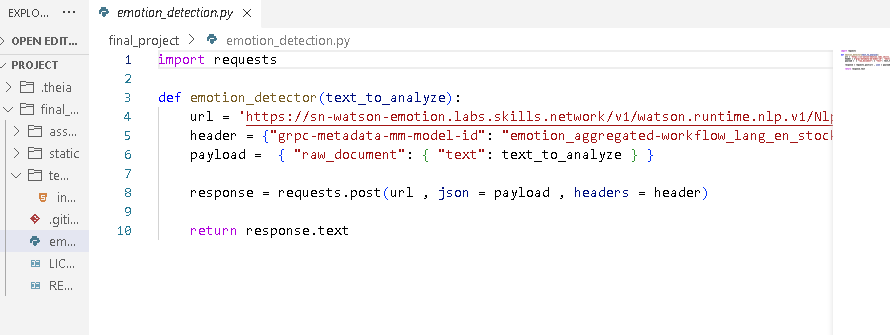 EXPLO... ...
OPEN EDIT...
PROJECT
.theia
final_...
ass...
static
te...
in...
.giti...
em...
LIC...
RE...
emotion_detection.py ×
final_project > emotion_detection.py
1 import requests
2
3 def emotion_detector(text_to_analyze):
4 url = 'https://sn-watson-emotion.labs.skills.network/v1/watson.runtime.nlp.v1/Nlp
5 header = {"grpc-metadata-mm-model-id": "emotion_aggregated-workflow_lang_en_stock
6 payload = { "raw_document": { "text": text_to_analyze } }
7
8 response = requests.post(url , json = payload , headers = header)
9
10 return response.text